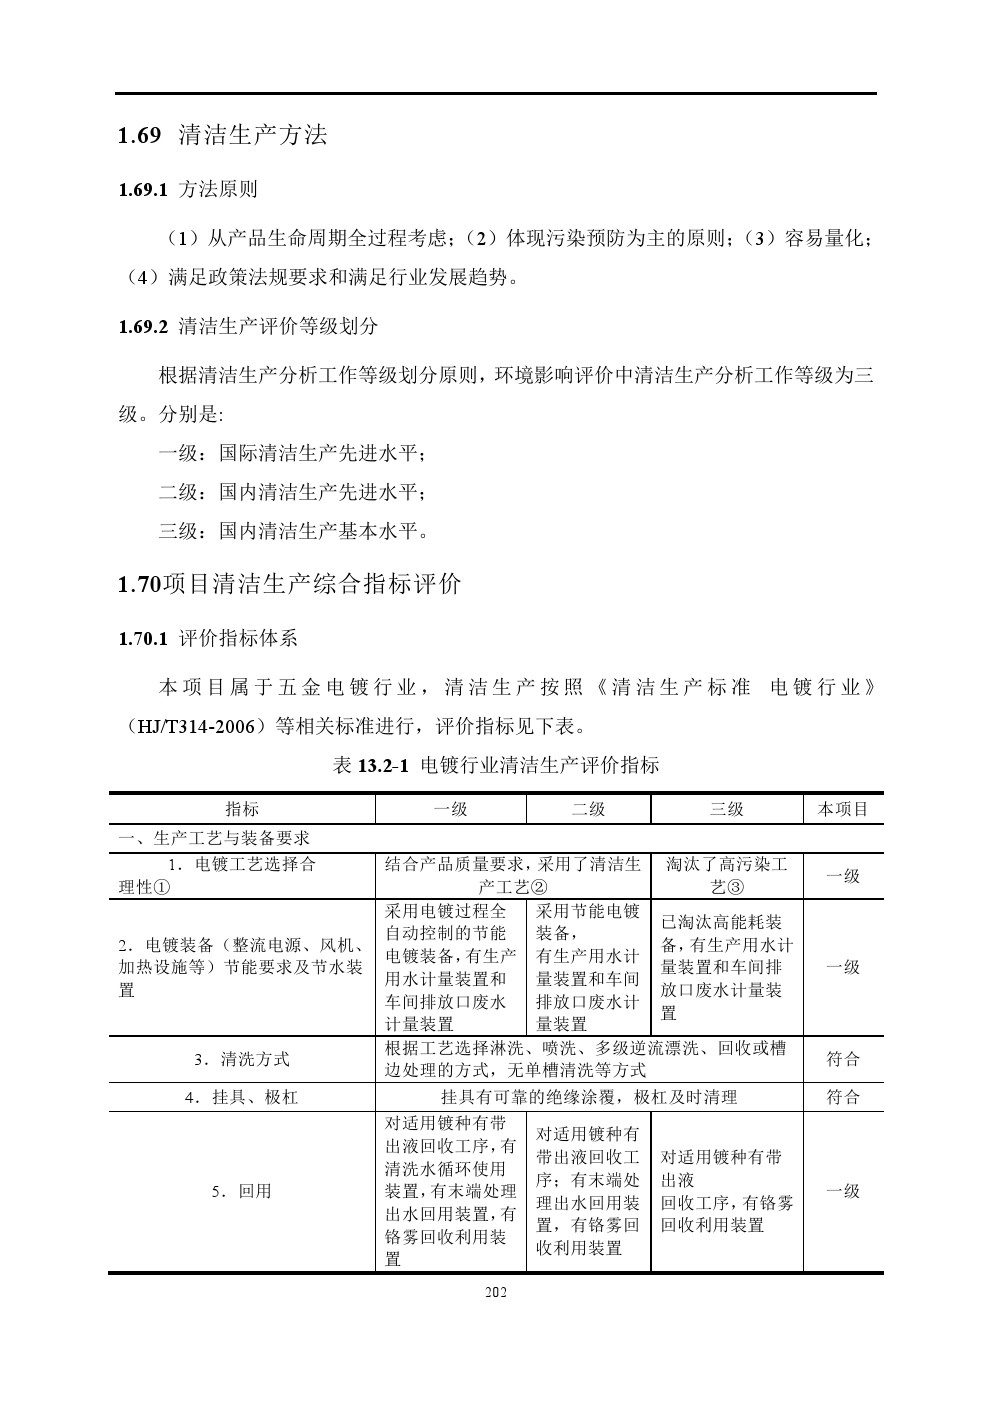 1.69 清洁生产方法
1.69.1 方法原则
（1）从产品生命周期全过程考虑；（2）体现污染预防为主的原则；（3）容易量化；
（4）满足政策法规要求和满足行业发展趋势。
1.69.2 清洁生产评价等级划分
根据清洁生产分析工作等级划分原则，环境影响评价中清洁生产分析工作等级为三
级。分别是:
一级：国际清洁生产先进水平；
二级：国内清洁生产先进水平；
三级：国内清洁生产基本水平。
1.70项目清洁生产综合指标评价
1.70.1 评价指标体系
本项目属于五金电镀行业，清洁生产按照《清洁生产标准 电镀行业》
（HJ/T314-2006）等相关标准进行，评价指标见下表。
表 13.2-1 电镀行业清洁生产评价指标
指标 一级 二级 三级 本项目
一、生产工艺与装备要求
1．电镀工艺选择合
理性①
结合产品质量要求，采用了清洁生
产工艺②
淘汰了高污染工
艺③
一级
2．电镀装备（整流电源、风机、
加热设施等）节能要求及节水装
置
采用电镀过程全
自动控制的节能
电镀装备，有生产
用水计量装置和
车间排放口废水
计量装置
采用节能电镀
装备，
有生产用水计
量装置和车间
排放口废水计
量装置
已淘汰高能耗装
备，有生产用水计
量装置和车间排
放口废水计量装
置
一级
3．清洗方式
根据工艺选择淋洗、喷洗、多级逆流漂洗、回收或槽
边处理的方式，无单槽清洗等方式
符合
4．挂具、极杠 挂具有可靠的绝缘涂覆，极杠及时清理 符合
5．回用
对适用镀种有带
出液回收工序，有
清洗水循环使用
装置，有末端处理
出水回用装置，有
铬雾回收利用装
置
对适用镀种有
带出液回收工
序；有末端处
理出水回用装
置，有铬雾回
收利用装置
对适用镀种有带
出液
回收工序，有铬雾
回收利用装置
一级
202